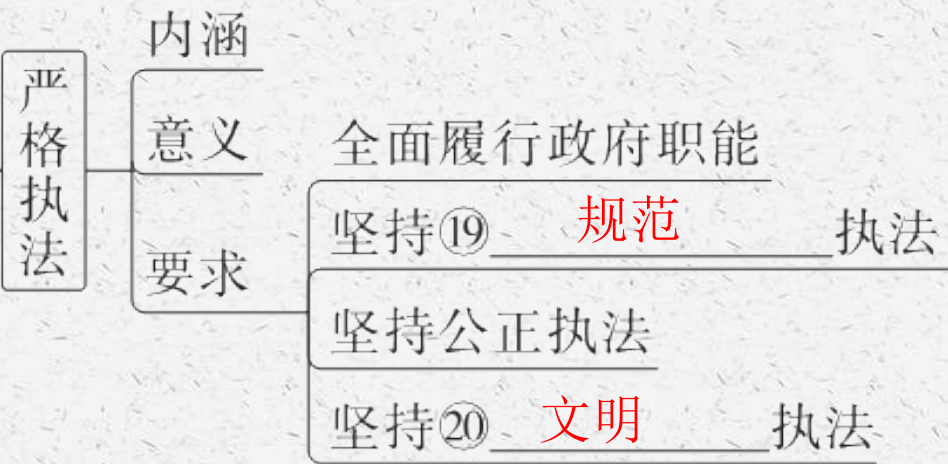 严格执法
内涵
意义
要求
全面履行政府职能
坚持⑲规范执法
坚持公正执法
坚持⑳文明执法